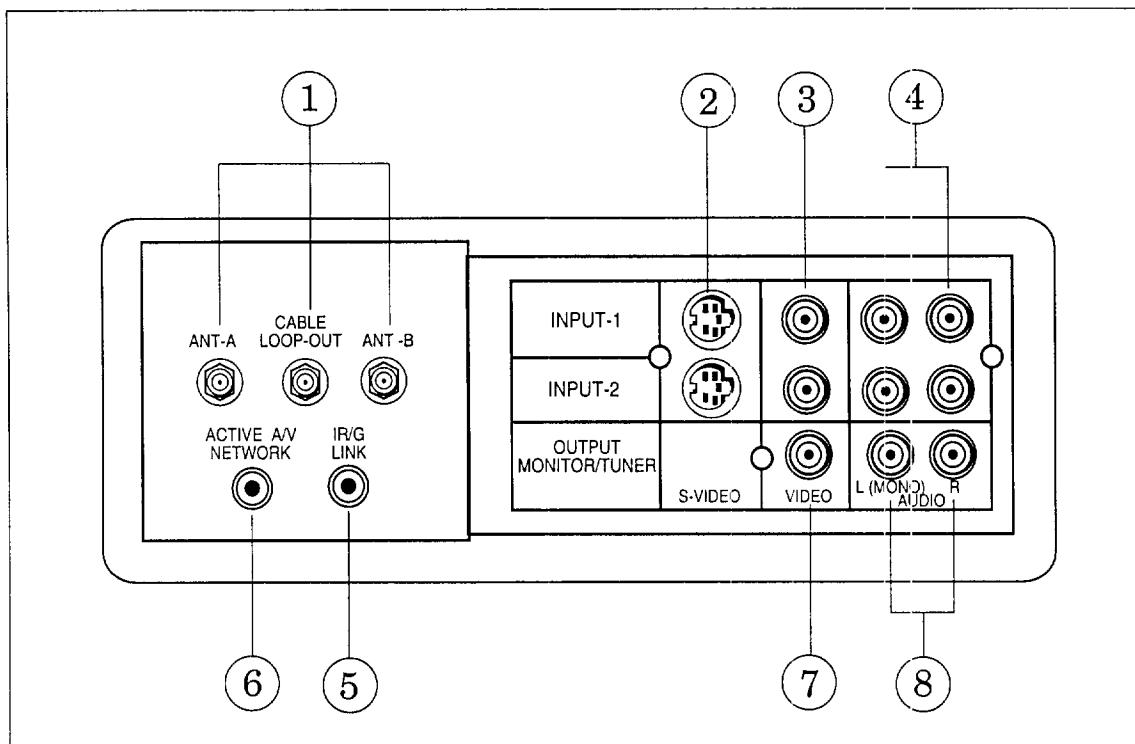 1
2
3
4
ANT-A
CABLE
LOOP-OUT
ANT-B
ACTIVE A/V
NETWORK
IR/G
LINK
INPUT-1
INPUT-2
OUTPUT
MONITOR/TUNER
S-VIDEO
VIDEO
L (MONO)
R
AUDIO
6
5
7
8